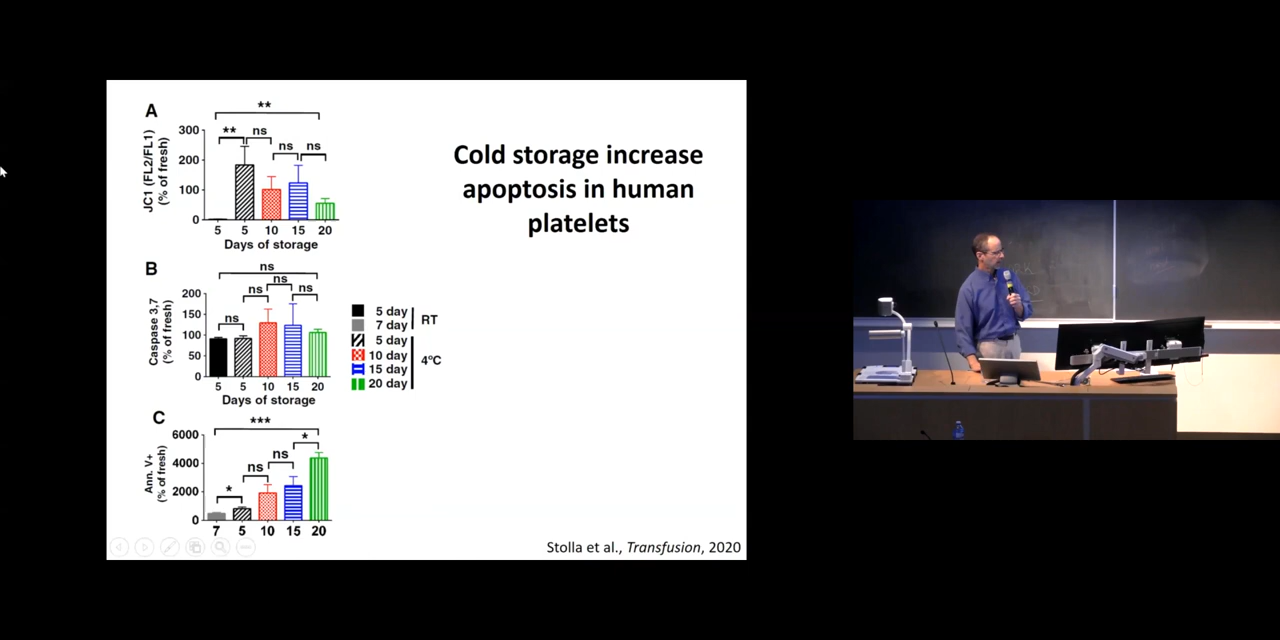 A
**
** ns
ns ns
300
200
100
0
JC1 (FL2/FL1)
(% of fresh)
5 5 10 15 20
Days of storage
Cold storage increase
apoptosis in human
platelets
B
ns
ns
ns ns
ns
200
150
100
50
0
Caspase 3,7
(% of fresh)
5 5 10 15 20
Days of storage
5 day
7 day
RT
5 day
10 day
15 day
20 day
4ºC
C
***
*
ns
ns
*
6000
4000
2000
0
Ann. V+
(% of fresh)
7 5 10 15 20
Stolla et al., Transfusion, 2020